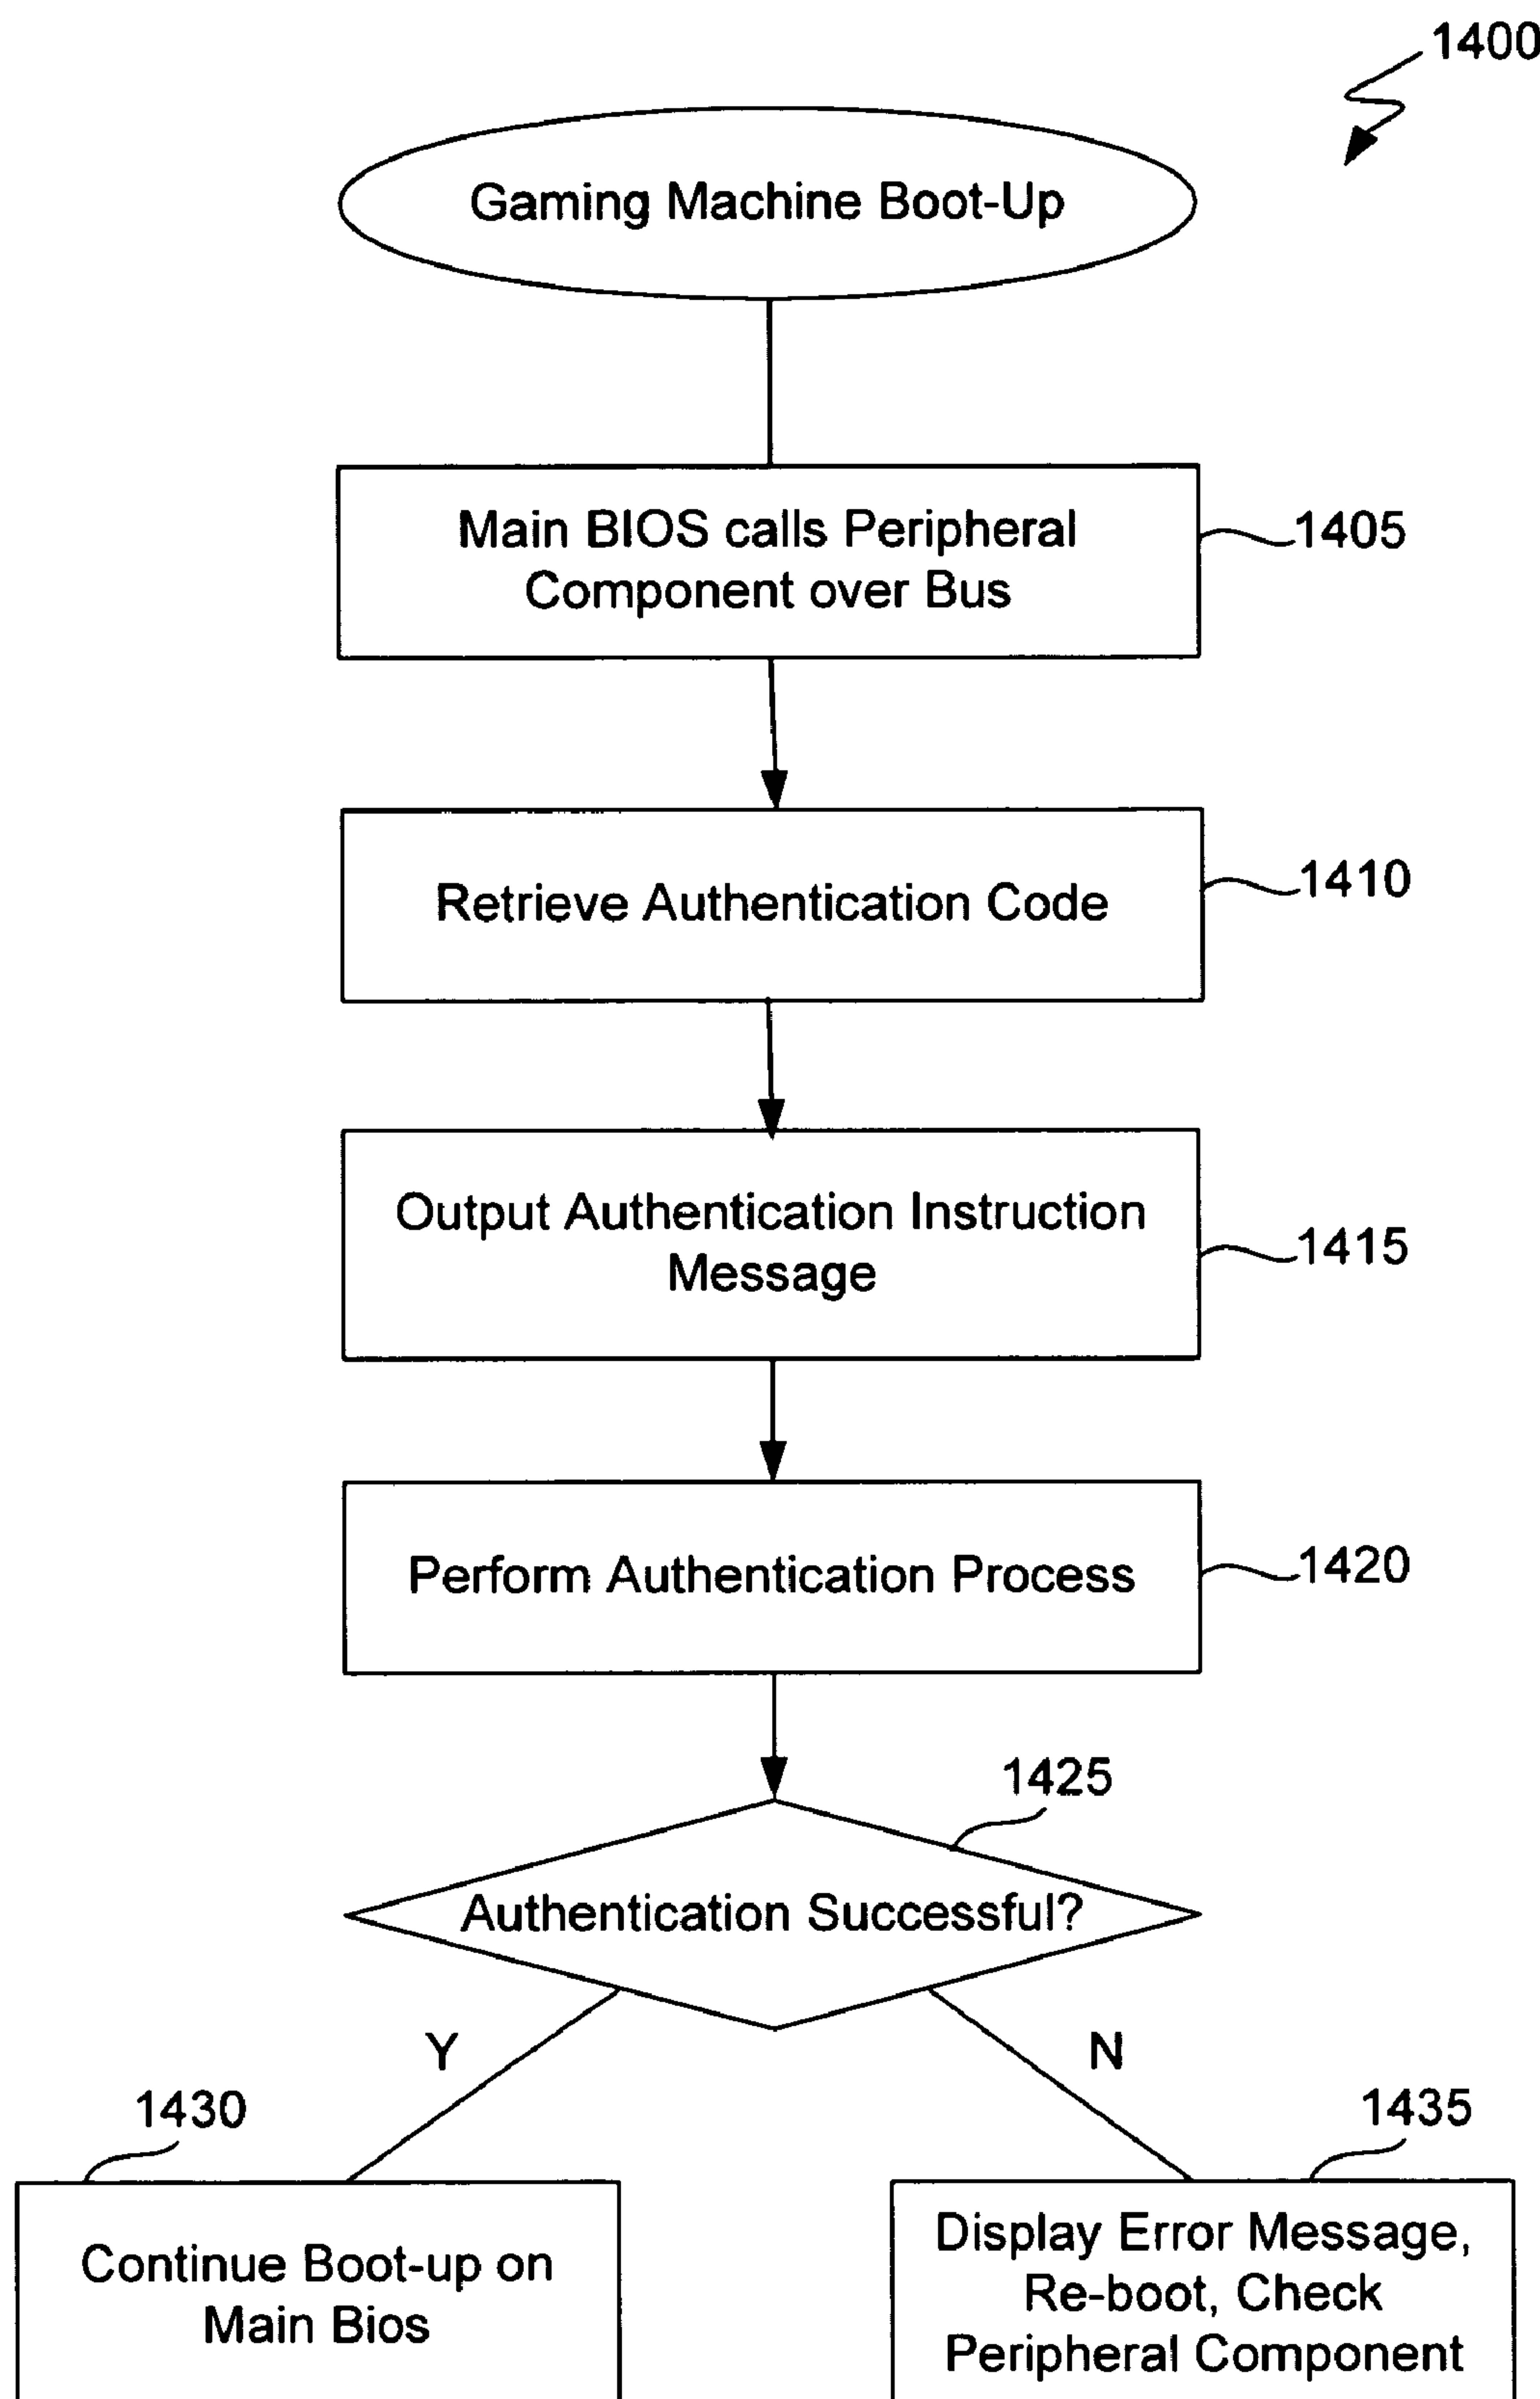 1400
Gaming Machine Boot-Up
Main BIOS calls Peripheral
Component over Bus
1405
Retrieve Authentication Code
1410
Output Authentication Instruction
Message
1415
Perform Authentication Process
1420
1425
Authentication Successful?
Y
N
1430
1435
Continue Boot-up on
Main Bios
Display Error Message,
Re-boot, Check
Peripheral Component